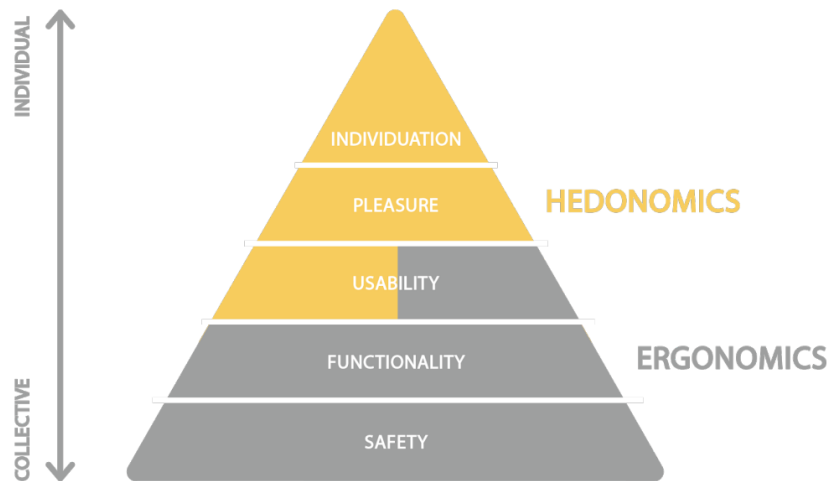 INDIVIDUAL
INDIVIDUATION
PLEASURE
HEDONOMICS
USABILITY
FUNCTIONALITY
ERGONOMICS
COLLECTIVE
SAFETY